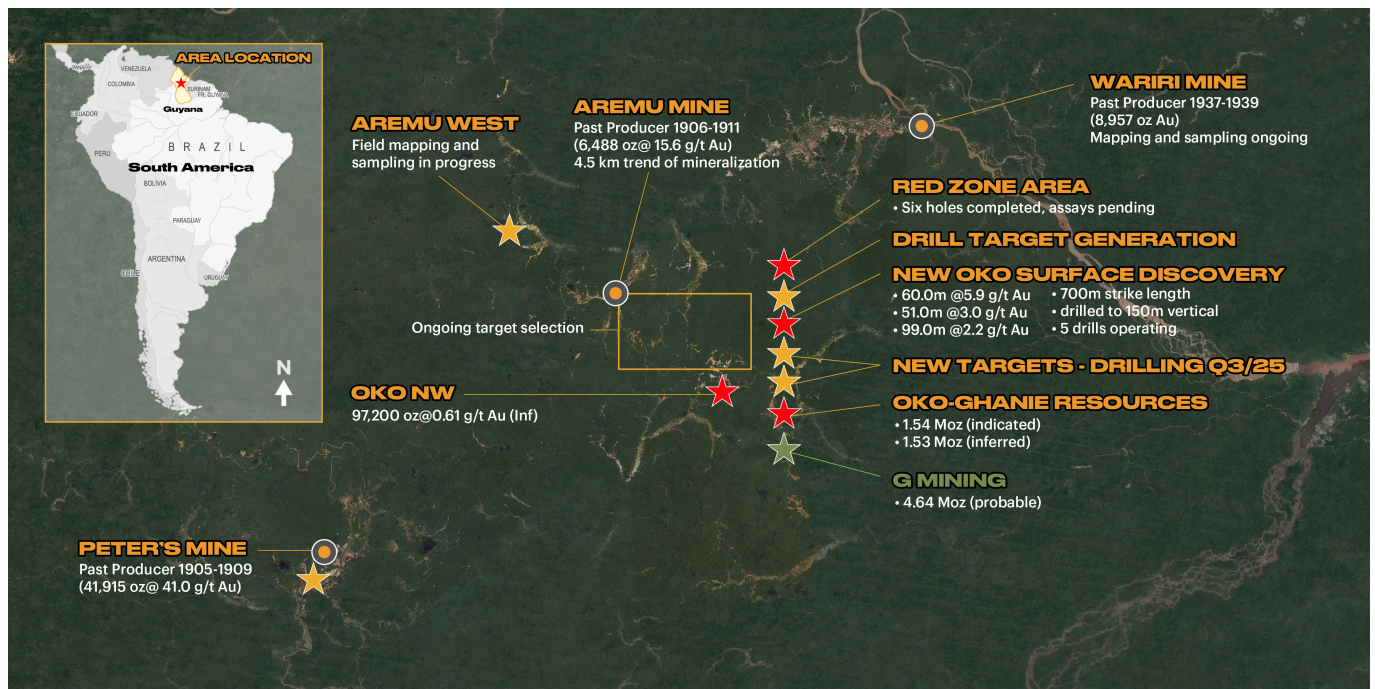 AREA LOCATION
PANAMA
VENEZUELA
COLOMBIA
SURINAM
FR. GUYANA
Guyana
ECUADOR
PERU
BRAZIL
South America
BOLIVIA
PARAGUAY
ARGENTINA
CHILE
URUGUAY
N
AREMU WEST
Field mapping and
sampling in progress
AREMU MINE
Past Producer 1906-1911
(6,488 oz@ 15.6 g/t Au)
4.5 km trend of mineralization
WARIRI MINE
Past Producer 1937-1939
(8,957 oz Au)
Mapping and sampling ongoing
RED ZONE AREA
• Six holes completed, assays pending
DRILL TARGET GENERATION
NEW OKO SURFACE DISCOVERY
• 60.0m @5.9 g/t Au
• 51.0m @3.0 g/t Au
• 99.0m @2.2 g/t Au
• 700m strike length
• drilled to 150m vertical
• 5 drills operating
Ongoing target selection
NEW TARGETS - DRILLING Q3/25
OKO NW
97,200 oz@0.61 g/t Au (Inf)
OKO-GHANIE RESOURCES
• 1.54 Moz (indicated)
• 1.53 Moz (inferred)
G MINING
• 4.64 Moz (probable)
PETER'S MINE
Past Producer 1905-1909
(41,915 oz@ 41.0 g/t Au)